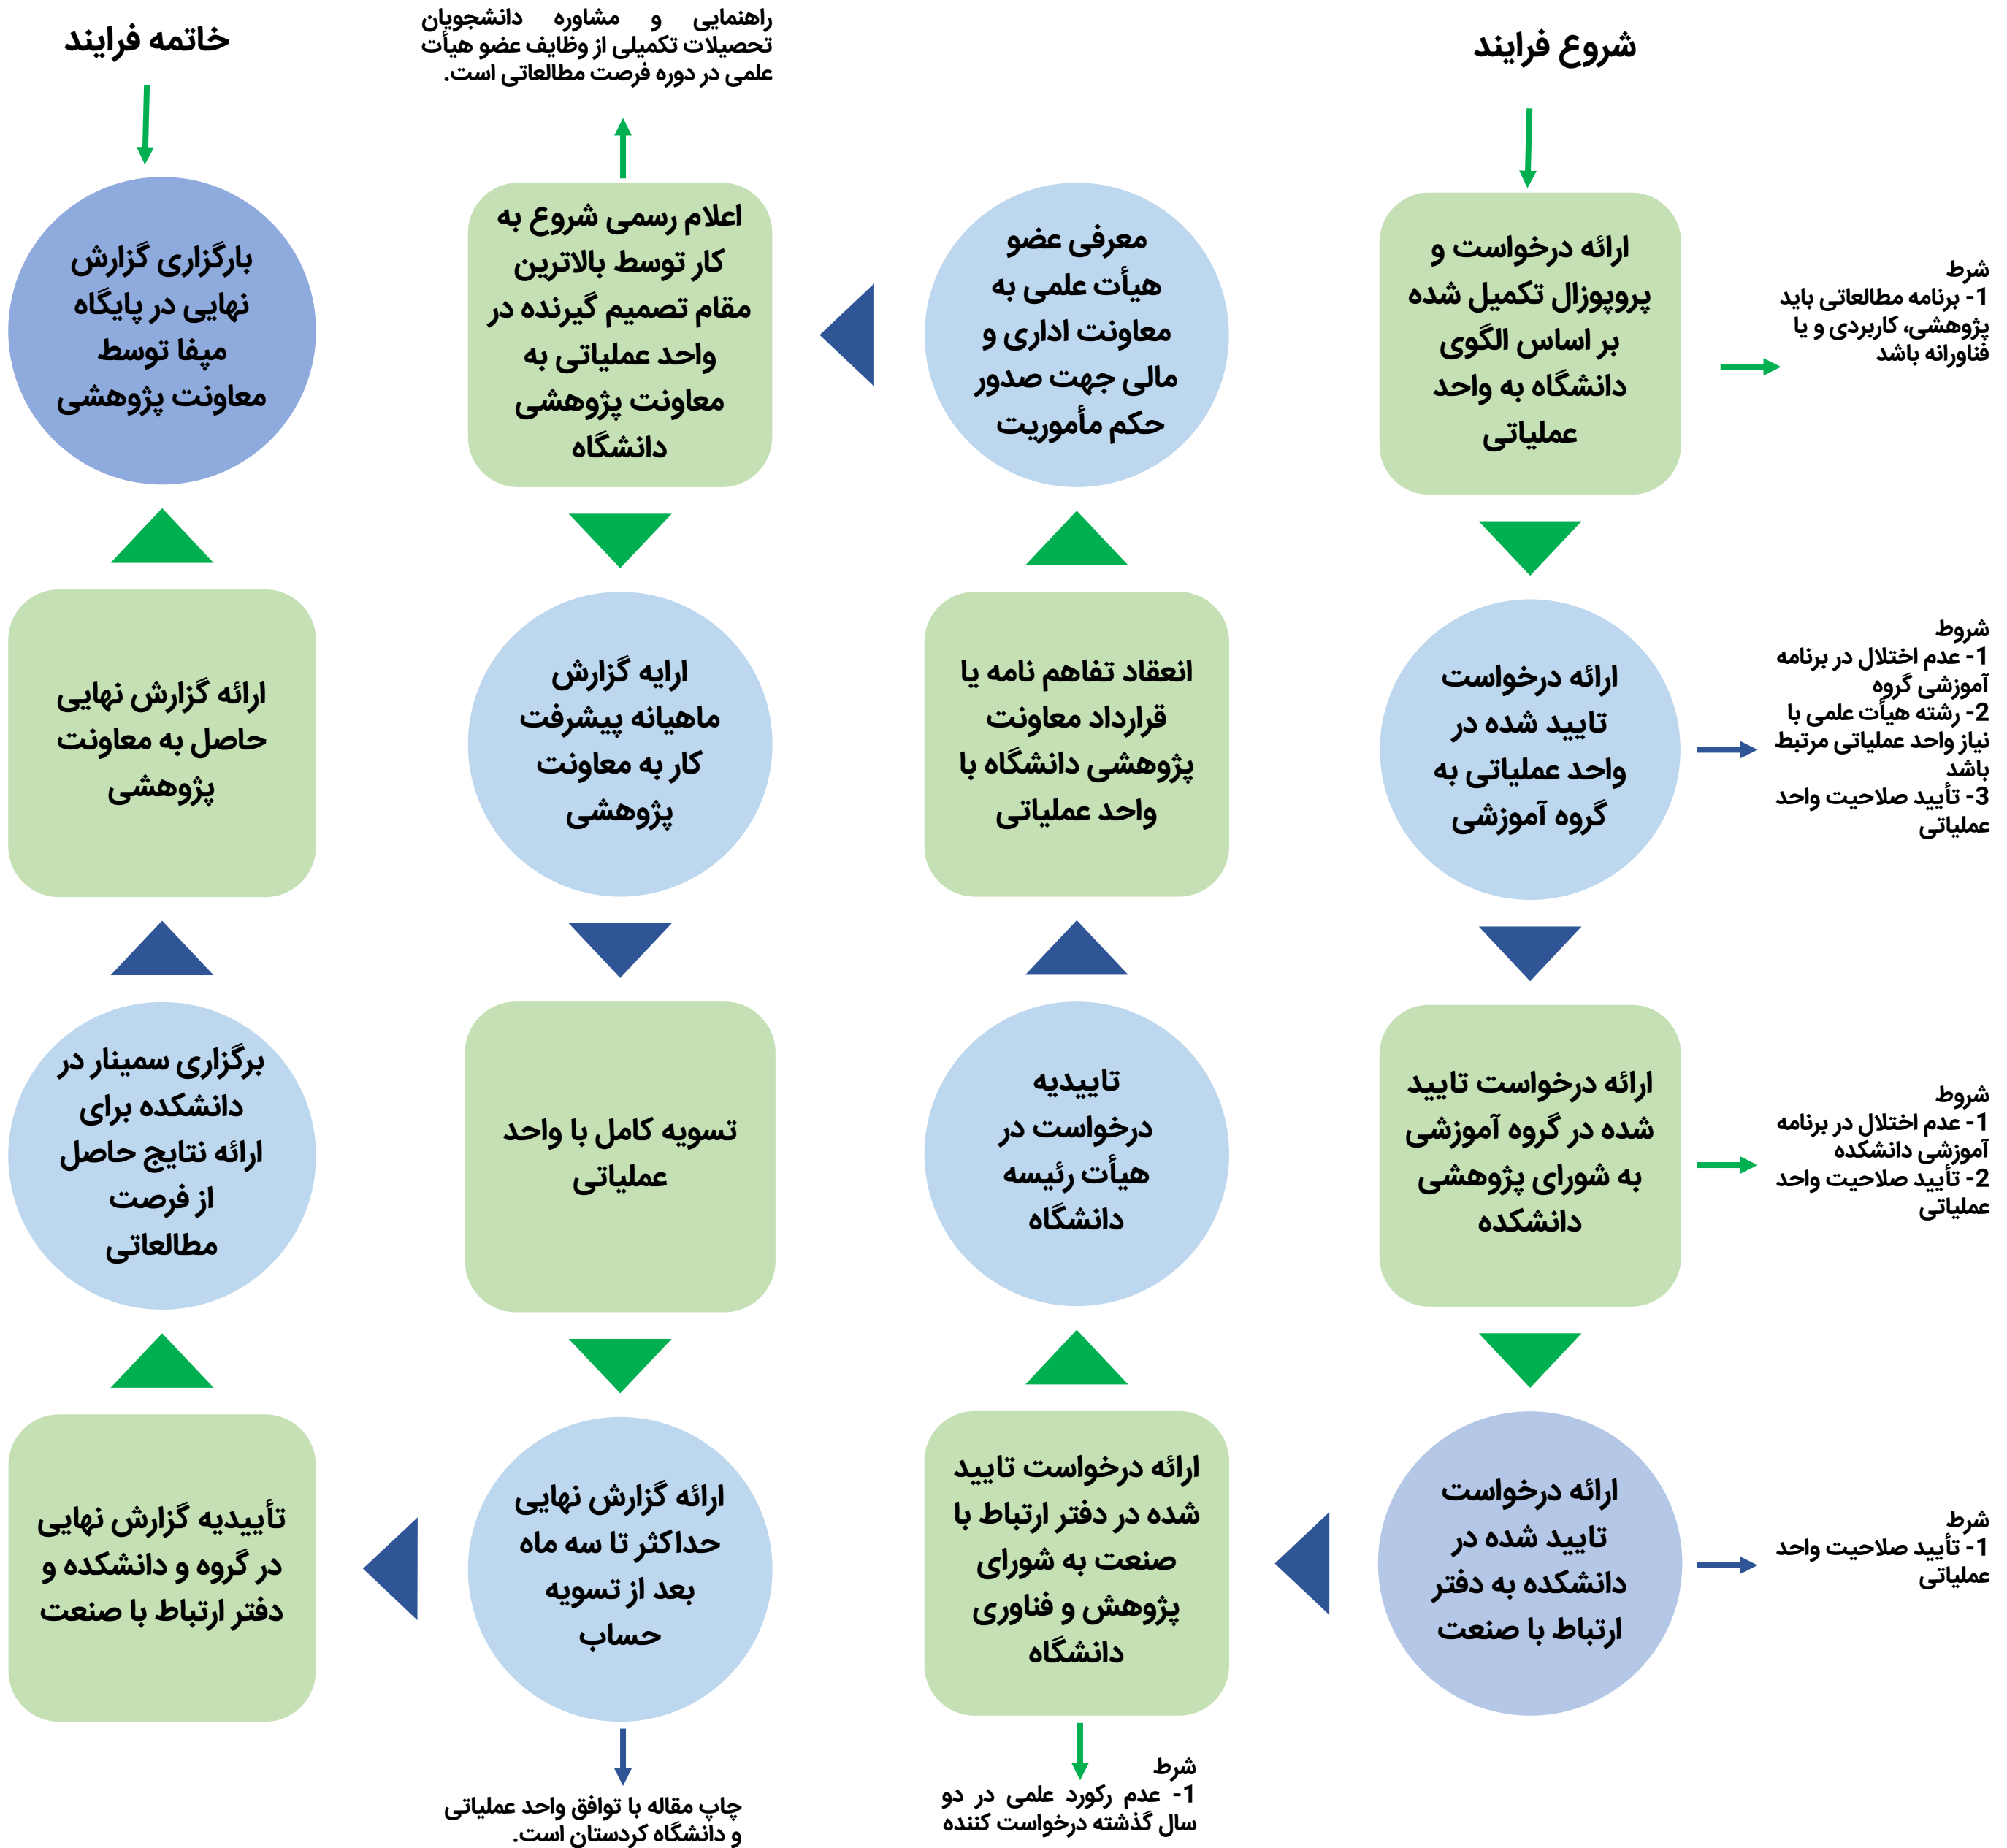 شروع فرایند
ارائه درخواست و
پروپوزال تکمیل شده
بر اساس الگوی
دانشگاه به واحد
عملیاتی
شرط
1- برنامه مطالعاتی باید
پژوهشی، کاربردی و یا
فناورانه باشد
ارائه درخواست
تایید شده در
واحد عملیاتی به
گروه آموزشی
شروط
1- عدم اختلال در برنامه
آموزشی گروه
2- رشته هیأت علمی با
نیاز واحد عملیاتی مرتبط
باشد
3- تأیید صلاحیت واحد
عملیاتی
ارائه درخواست تایید
شده در گروه آموزشی
به شورای پژوهشی
دانشکده
شروط
1- عدم اختلال در برنامه
آموزشی دانشکده
2- تأیید صلاحیت واحد
عملیاتی
ارائه درخواست
تایید شده در
دانشکده به دفتر
ارتباط با صنعت
شرط
1- تأیید صلاحیت واحد
عملیاتی
ارائه درخواست تایید
شده در دفتر ارتباط با
صنعت به شورای
پژوهش و فناوری
دانشگاه
شرط
1- عدم رکورد علمی در دو
سال گذشته درخواست کننده
تاییدیه
درخواست در
هیأت رئیسه
دانشگاه
انعقاد تفاهم نامه یا
قرارداد معاونت
پژوهشی دانشگاه با
واحد عملیاتی
معرفی عضو
هیأت علمی به
معاونت اداری و
مالی جهت صدور
حکم مأموریت
راهنمایی و مشاوره دانشجویان
تحصیلات تکمیلی از وظایف عضو هیأت
علمی در دوره فرصت مطالعاتی است.
اعلام رسمی شروع به
کار توسط بالاترین
مقام تصمیم گیرنده در
واحد عملیاتی به
معاونت پژوهشی
دانشگاه
ارایه گزارش
ماهیانه پیشرفت
کار به معاونت
پژوهشی
تسویه کامل با واحد
عملیاتی
ارائه گزارش نهایی
حداکثر تا سه ماه
بعد از تسویه
حساب
چاپ مقاله با توافق واحد عملیاتی
و دانشگاه کردستان است.
تأییدیه گزارش نهایی
در گروه و دانشکده و
دفتر ارتباط با صنعت
برگزاری سمینار در
دانشکده برای
ارائه نتایج حاصل
از فرصت
مطالعاتی
ارائه گزارش نهایی
حاصل به معاونت
پژوهشی
خاتمه فرایند
بارگزاری گزارش
نهایی در پایگاه
مپفا توسط
معاونت پژوهشی